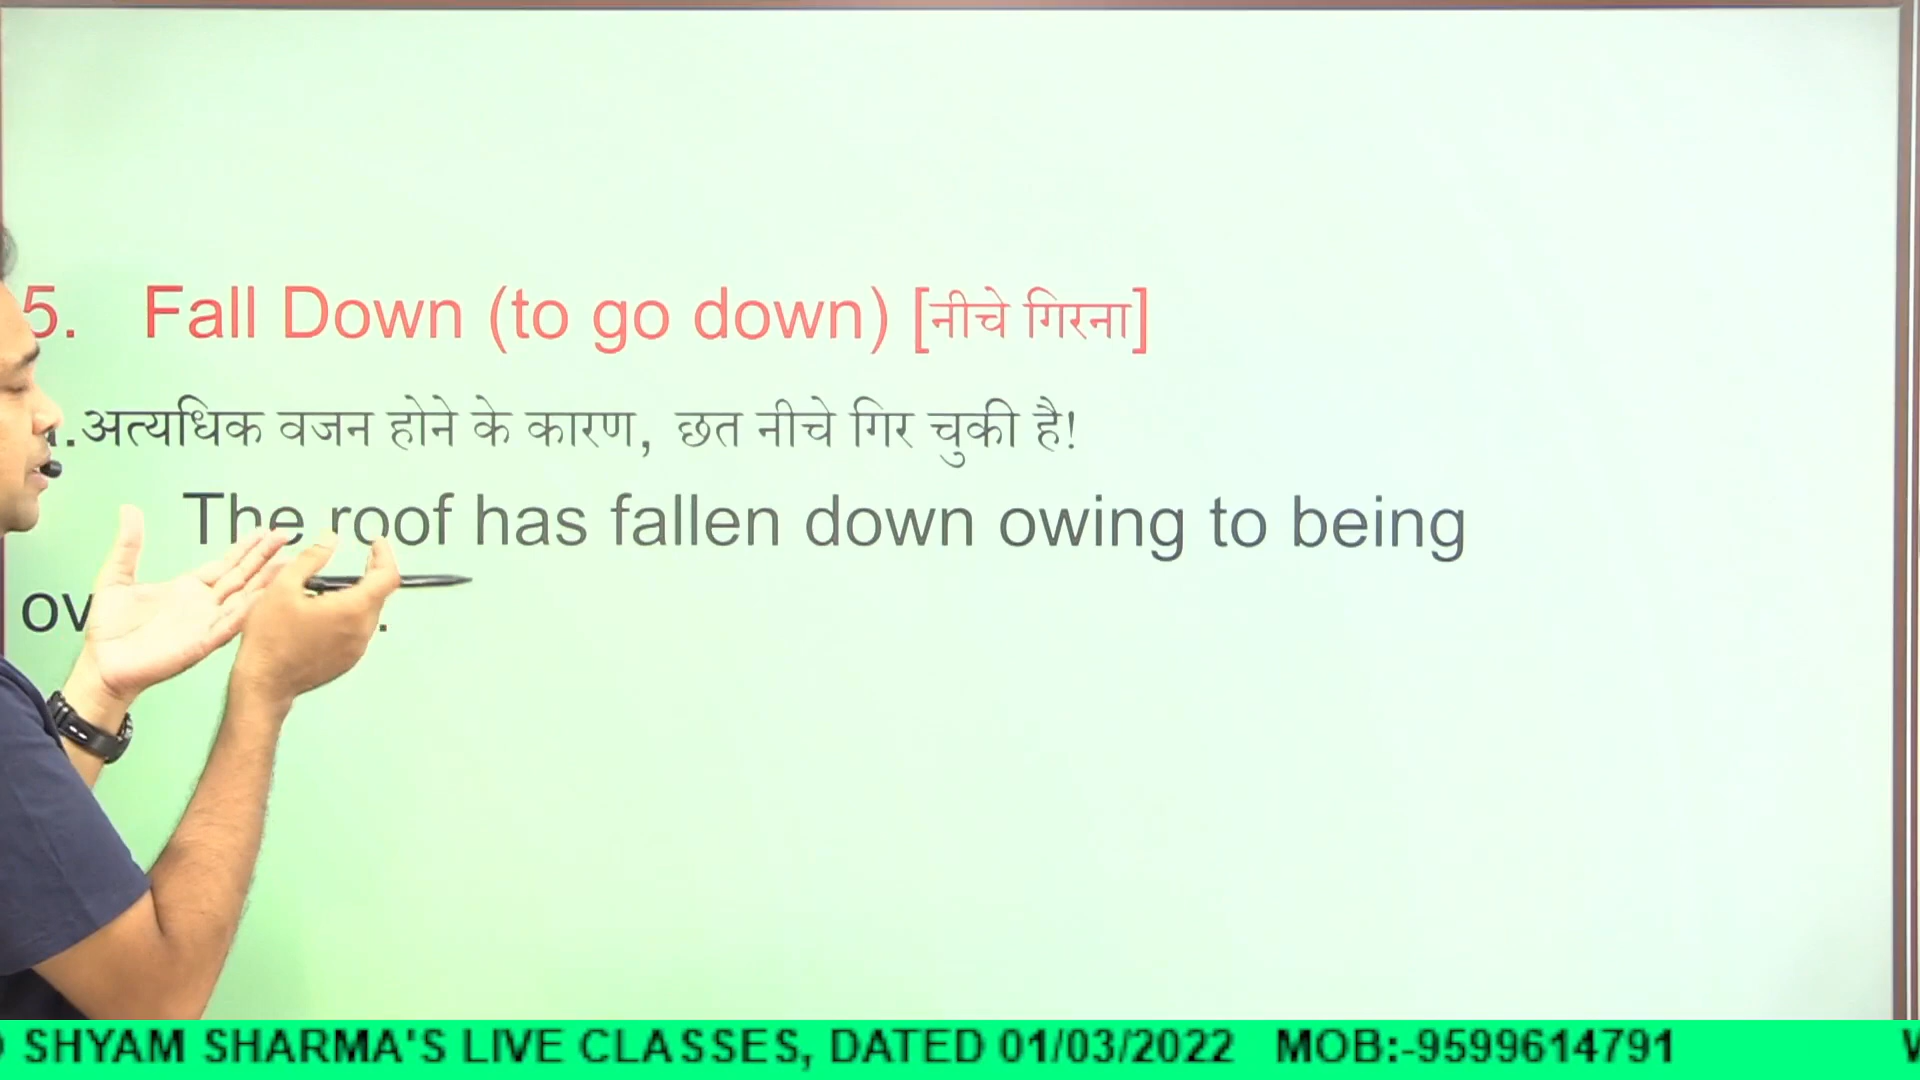 5. Fall Down (to go down) [नीचे गिरना]
.अत्यधिक वजन होने के कारण, छत नीचे गिर चुकी है!
The roof has fallen down owing to being
SHYAM SHARMA'S LIVE CLASSES, DATED 01/03/2022 MOB:-9599614791